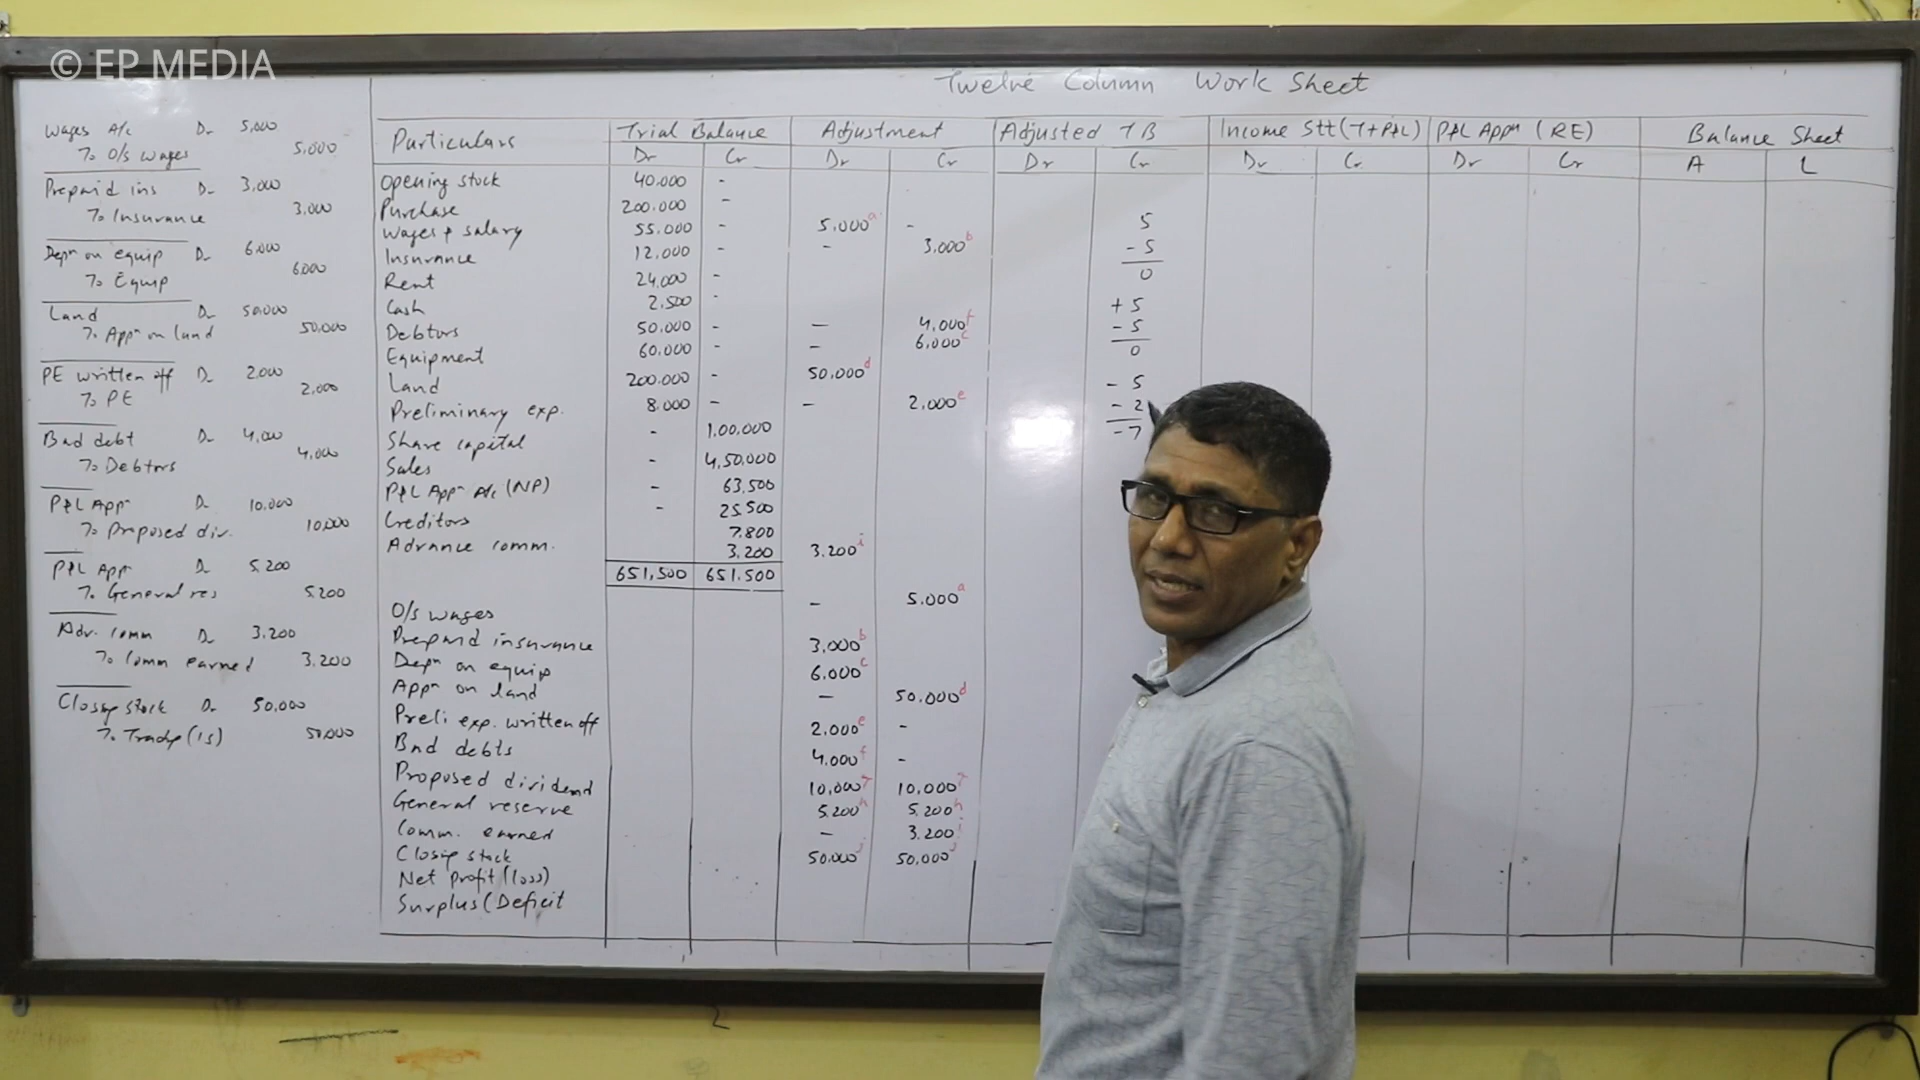 © EP MEDIA
Twelve Column Work Sheet
Wages A/c Dr 5,000
To O/s wages 5,000
Prepaid ins Dr 3,000
To Insurance 3,000
Depn on equip Dr 6,000
To Equip 6,000
Land Dr 50,000
To Appn on land 50,000
PE written off Dr 2,000
To PE 2,000
Bad debt Dr 4,000
To Debtors 4,000
P&L Appn Dr 10,000
To Proposed div. 10,000
P&L Appn Dr 5,200
To General res 5,200
Adv. comm Dr 3,200
To Comm earned 3,200
Closing stock Dr 50,000
To Trading (IS) 50,000
Particulars Trial Balance Adjustment Adjusted TB Income Stt (T+P&L) P&L Appn (RE) Balance Sheet
Dr Cr Dr Cr Dr Cr Dr Cr Dr Cr A L
Opening stock 40,000 -
Purchase 200,000 -
Wages & salary 55,000 - 5,000 a -
Insurance 12,000 - - 3,000 b
Rent 24,000 -
Cash 2,500 -
Debtors 50,000 - - 4,000 f
Equipment 60,000 - - 6,000 c
Land 200,000 - 50,000 d
Preliminary exp. 8,000 - - 2,000 e
Share capital - 1,00,000
Sales - 4,50,000
P&L Appn A/c (NP) - 63,500
Creditors - 25,500
Advance comm. 7,800
3,200 3,200 i
651,500 651,500
O/s wages - 5,000 a
Prepaid insurance 3,000 b
Depn on equip 6,000 c
Appn on land - 50,000 d
Preli exp. written off 2,000 e -
Bad debts 4,000 f -
Proposed dividend 10,000 g 10,000 g
General reserve 5,200 h 5,200 h
Comm. earned - 3,200 i
Closing stock 50,000 j 50,000 j
Net profit (loss)
Surplus (Deficit
5
- 5
0
+ 5
- 5
0
- 5
- 2
- 7